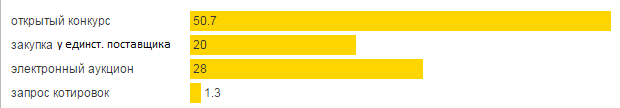 открытый конкурс 50.7
закупка у единст. поставщика 20
электронный аукцион 28
запрос котировок 1.3